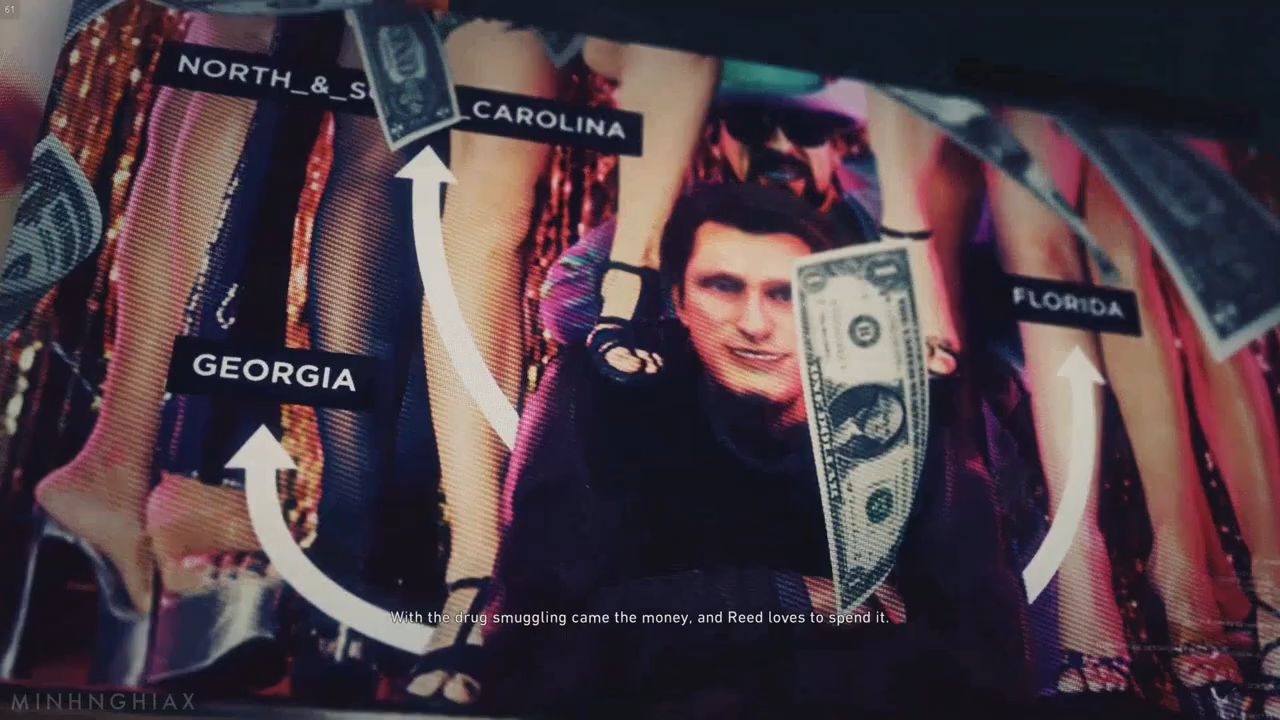 61
NORTH_&_S
_CAROLINA
FLORIDA
GEORGIA
With the drug smuggling came the money, and Reed loves to spend it.
MINHNGHIAX